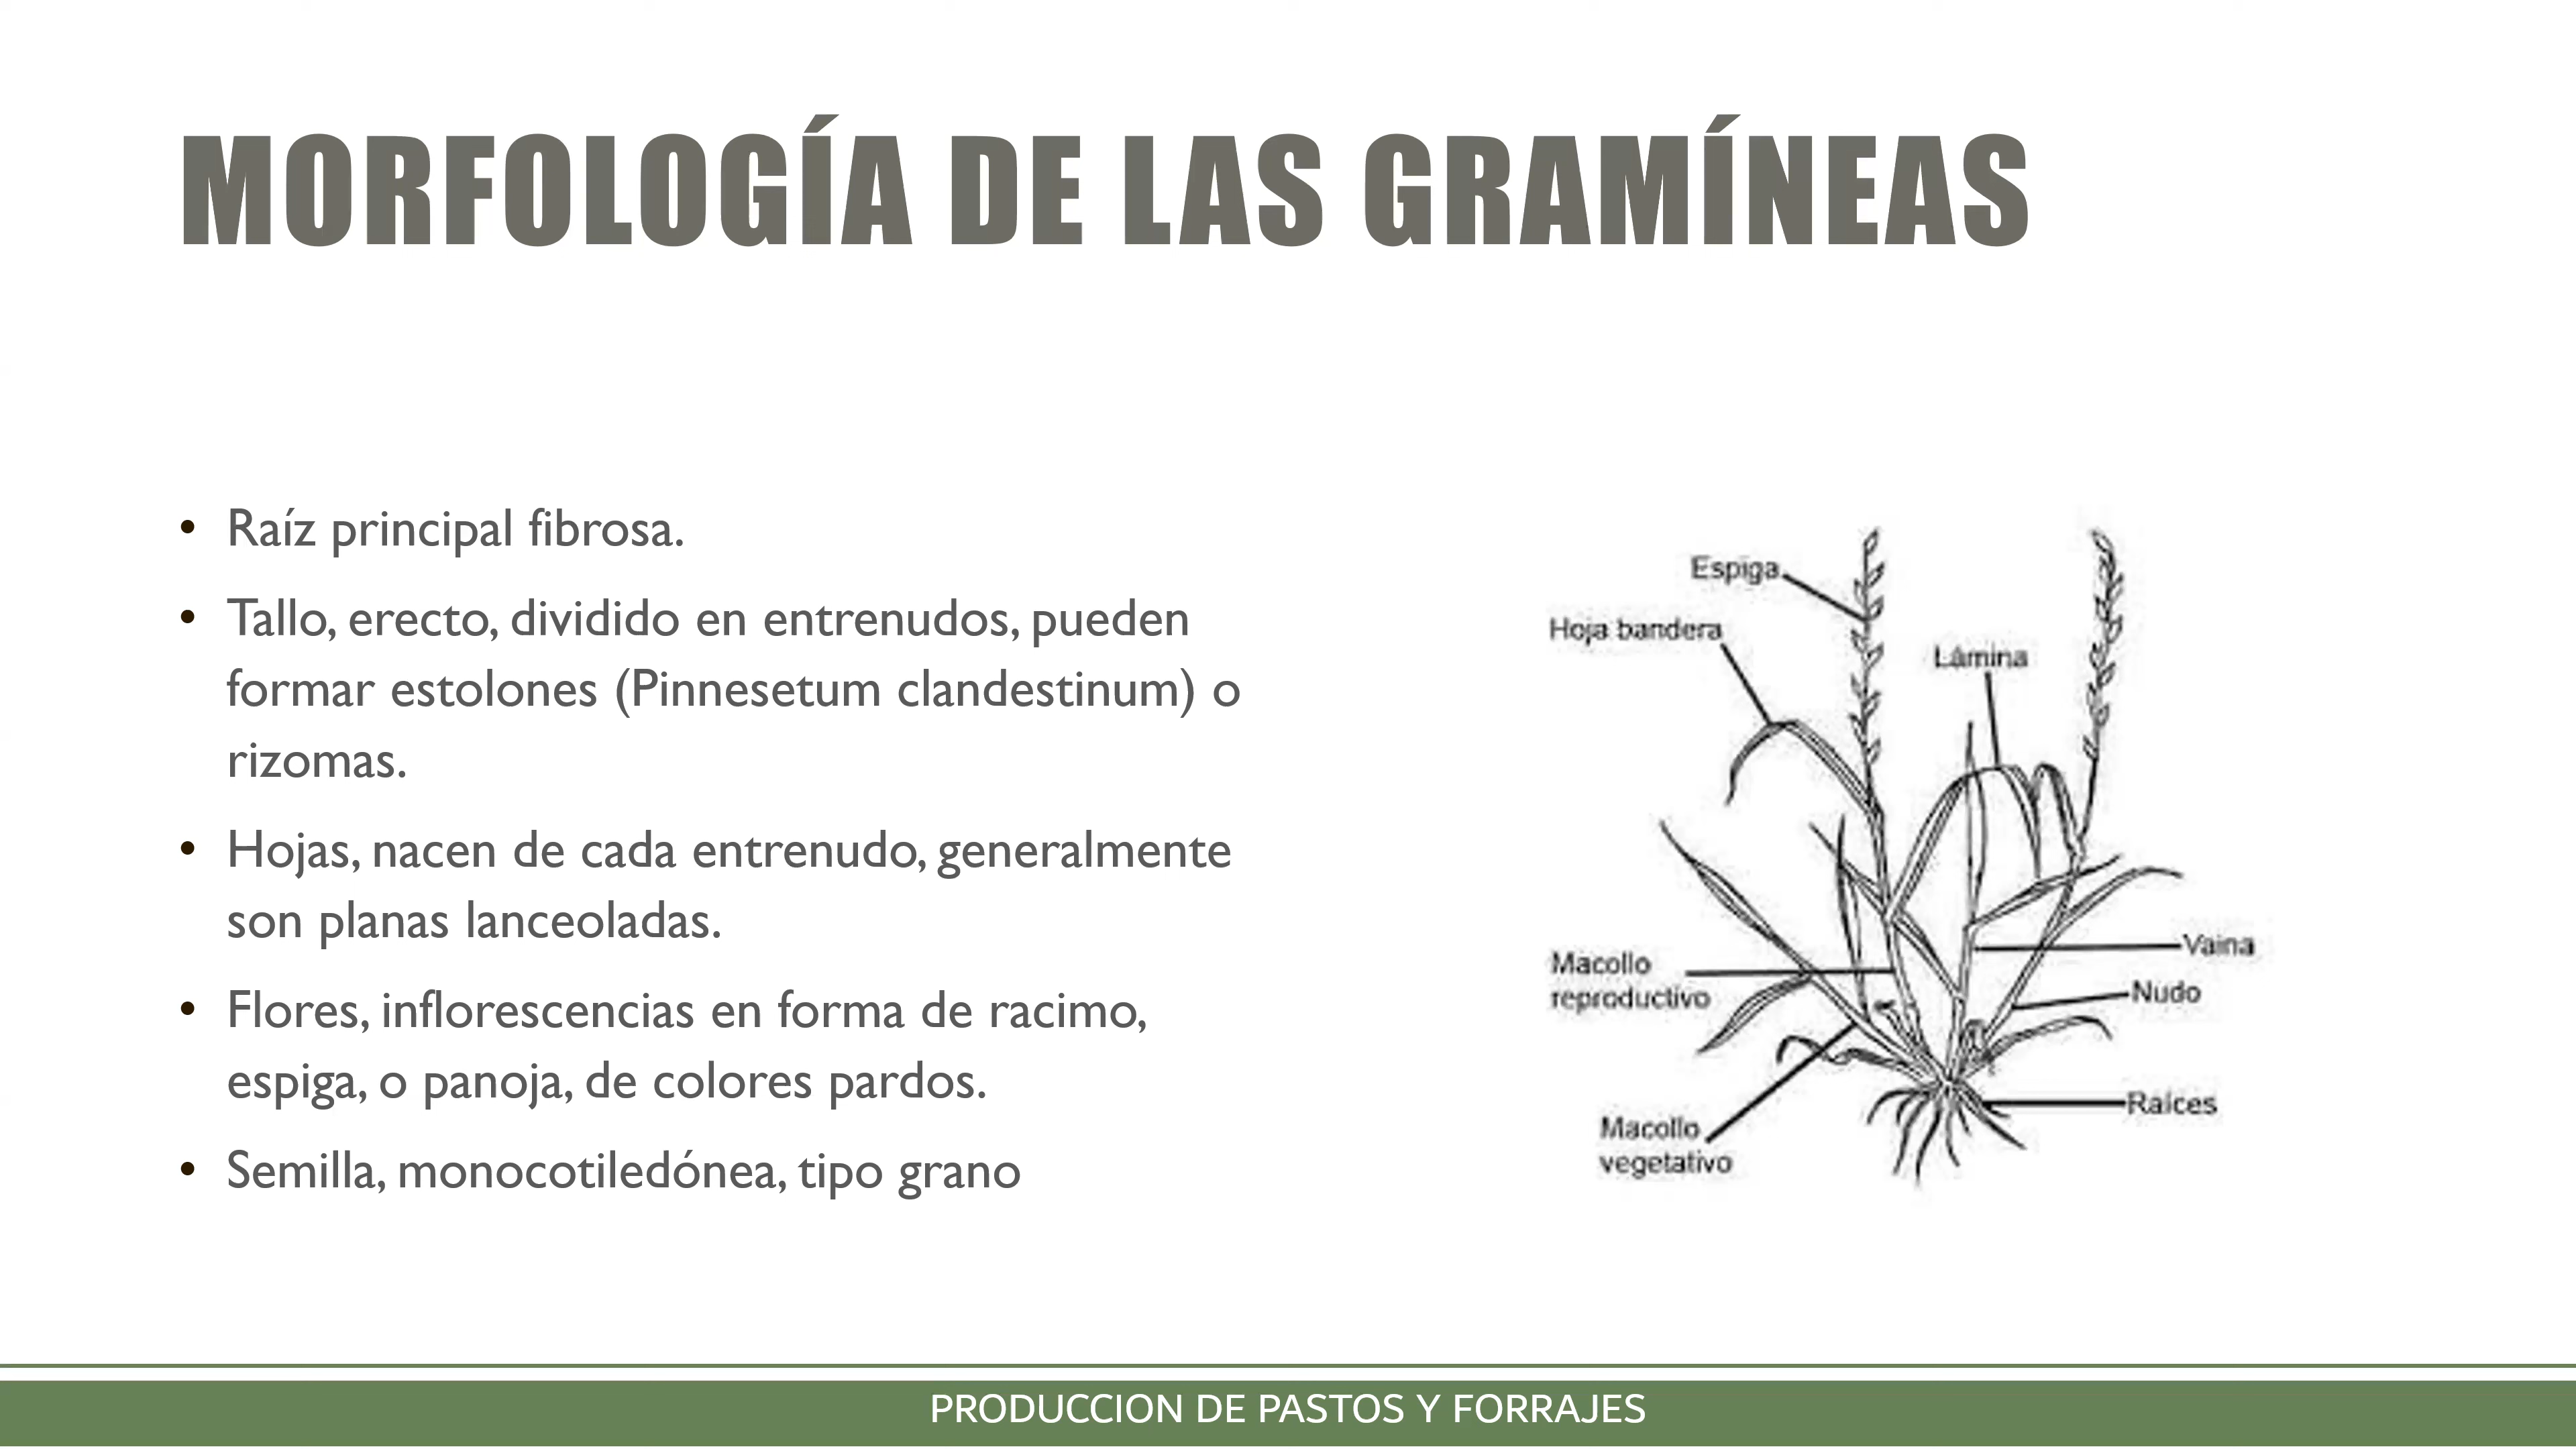 MORFOLOGÍA DE LAS GRAMÍNEAS
• Raíz principal fibrosa.
• Tallo, erecto, dividido en entrenudos, pueden
formar estolones (Pinnesetum clandestinum) o
rizomas.
• Hojas, nacen de cada entrenudo, generalmente
son planas lanceoladas.
• Flores, inflorescencias en forma de racimo,
espiga, o panoja, de colores pardos.
• Semilla, monocotiledónea, tipo grano
Espiga
Hoja bandera
Lámina
Macollo
reproductivo
Vaina
Nudo
Raíces
Macollo
vegetativo
PRODUCCION DE PASTOS Y FORRAJES